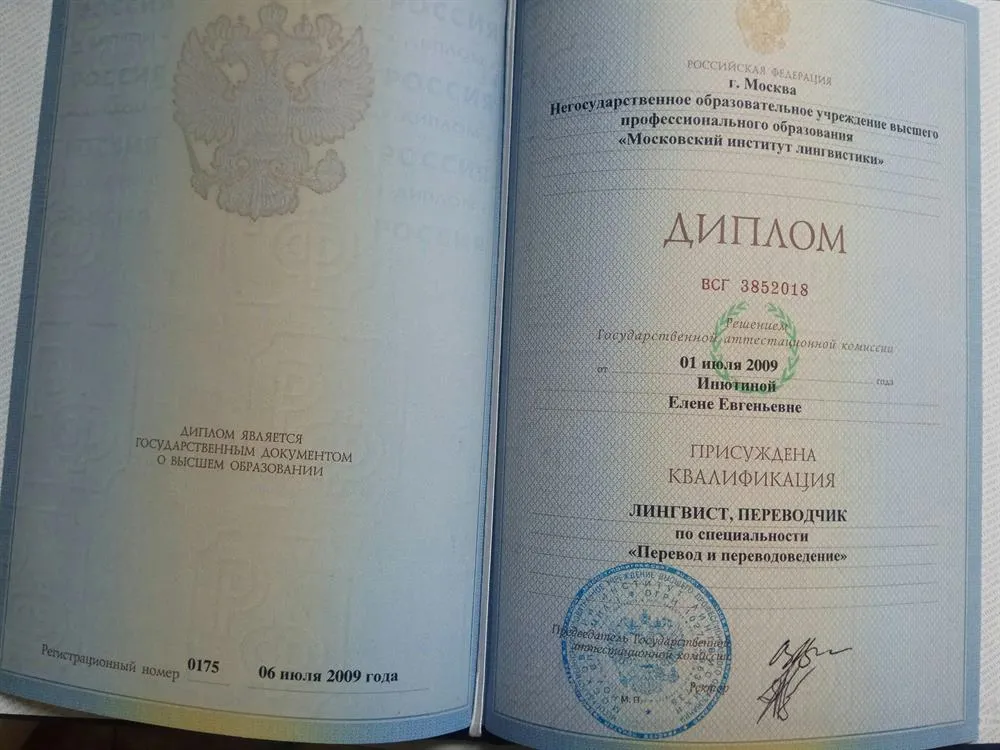 ДИПЛОМ ЯВЛЯЕТСЯ
ГОСУДАРСТВЕННЫМ ДОКУМЕНТОМ
О ВЫСШЕМ ОБРАЗОВАНИИ
Регистрационный номер 0175 06 июля 2009 года
РОССИЙСКАЯ ФЕДЕРАЦИЯ
г. Москва
Негосударственное образовательное учреждение высшего
профессионального образования
«Московский институт лингвистики»
ДИПЛОМ
ВСГ 3852018
Решением
Государственной аттестационной комиссии
от 01 июля 2009 года
Инютиной
Елене Евгеньевне
ПРИСУЖДЕНА
КВАЛИФИКАЦИЯ
ЛИНГВИСТ, ПЕРЕВОДЧИК
по специальности
«Перевод и переводоведение»
Председатель Государственной
аттестационной комиссии
Ректор
М.П.